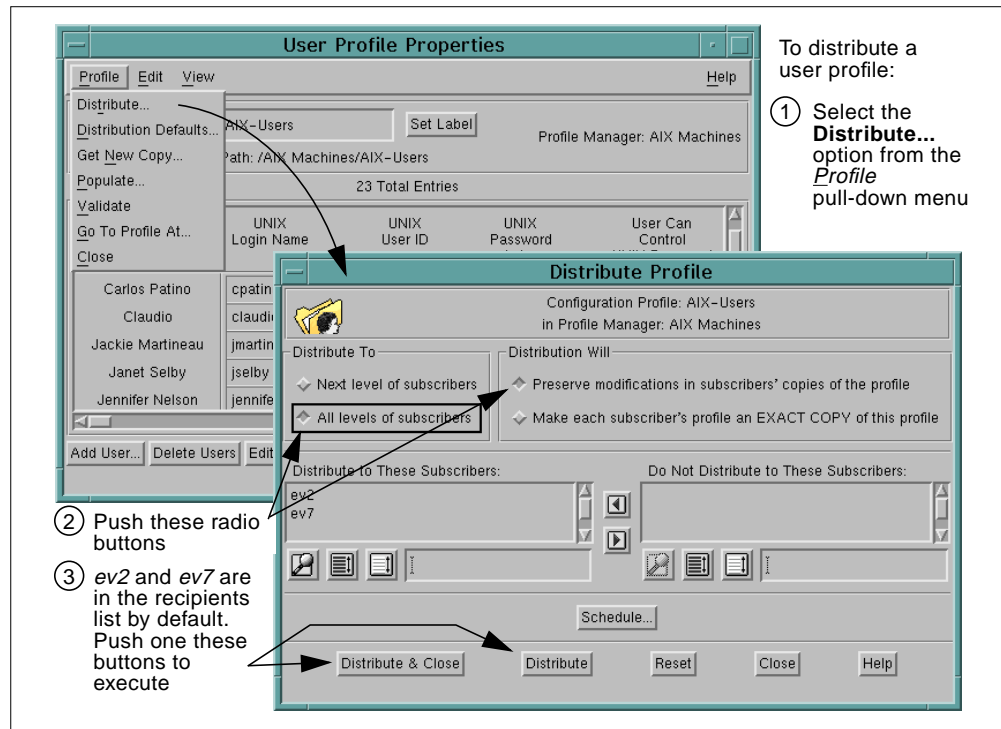 User Profile Properties
Profile Edit View Help
Distribute...
Distribution Defaults...
Get New Copy...
Populate...
Validate
Go To Profile At...
Close
AIX-Users
Set Label
Profile Manager: AIX Machines
Path: /AIX Machines/AIX-Users
23 Total Entries
UNIX
Login Name
UNIX
User ID
UNIX
Password
User Can
Control
Carlos Patino cpatin
Claudio claudi
Jackie Martineau jmartin
Janet Selby jselby
Jennifer Nelson jennife
Add User... Delete Users Edit
To distribute a
user profile:
1 Select the
Distribute...
option from the
Profile
pull-down menu
Distribute Profile
Configuration Profile: AIX-Users
in Profile Manager: AIX Machines
Distribute To
Next level of subscribers
All levels of subscribers
Distribution Will
Preserve modifications in subscribers' copies of the profile
Make each subscriber's profile an EXACT COPY of this profile
Distribute to These Subscribers:
ev2
ev7
Do Not Distribute to These Subscribers:
Schedule...
Distribute & Close Distribute Reset Close Help
2 Push these radio
buttons
3 ev2 and ev7 are
in the recipients
list by default.
Push one these
buttons to
execute